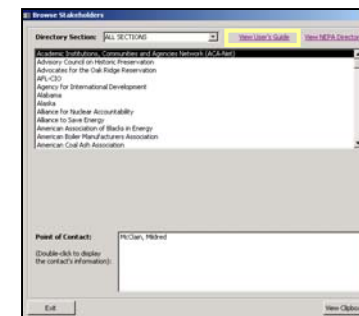 Browse Stakeholders
Directory Section: ALL SECTIONS View User's Guide View NEPA Director
Academic Institutions, Communities and Agencies Network (ACA-Net)
Advisory Council on Historic Preservation
Advocates for the Oak Ridge Reservation
AFL-CIO
Agency for International Development
Alabama
Alaska
Alliance for Nuclear Accountability
Alliance to Save Energy
American Association of Blacks in Energy
American Boiler Manufacturers Association
American Coal Ash Association
Point of Contact: McClain, Mildred
(Double-click to display
the contact's information):
Exit View Clipbo